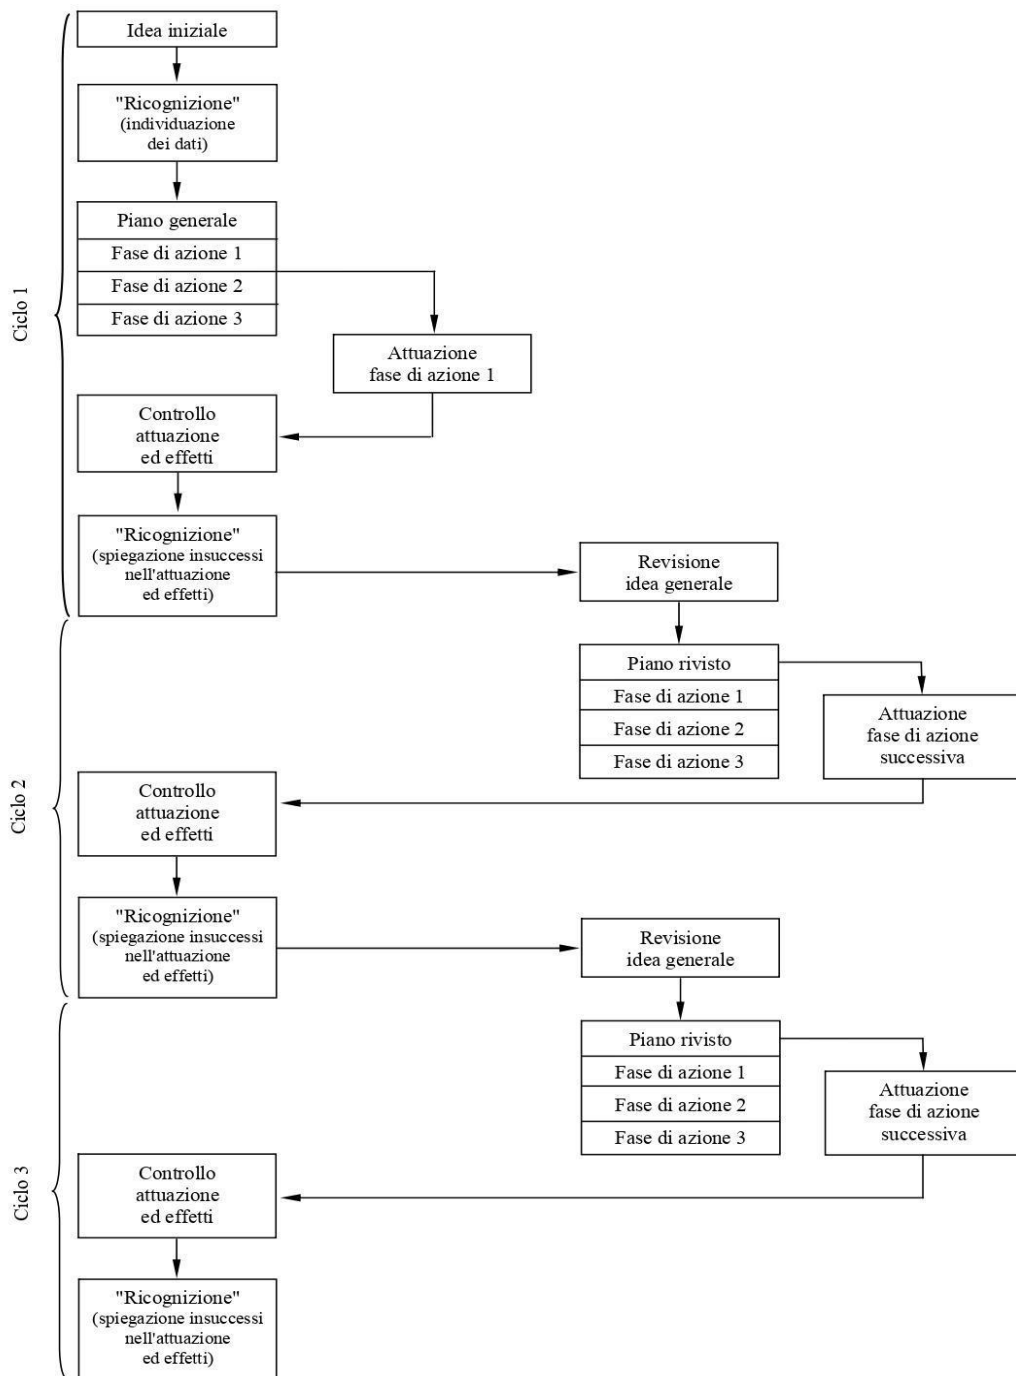 Idea iniziale
"Ricognizione"
(individuazione
dei dati)
Piano generale
Fase di azione 1
Fase di azione 2
Fase di azione 3
Ciclo 1
Attuazione
fase di azione 1
Controllo
attuazione
ed effetti
"Ricognizione"
(spiegazione insuccessi
nell'attuazione
ed effetti)
Revisione
idea generale
Piano rivisto
Fase di azione 1
Fase di azione 2
Fase di azione 3
Attuazione
fase di azione
successiva
Ciclo 2
Controllo
attuazione
ed effetti
"Ricognizione"
(spiegazione insuccessi
nell'attuazione
ed effetti)
Revisione
idea generale
Piano rivisto
Fase di azione 1
Fase di azione 2
Fase di azione 3
Attuazione
fase di azione
successiva
Ciclo 3
Controllo
attuazione
ed effetti
"Ricognizione"
(spiegazione insuccessi
nell'attuazione
ed effetti)